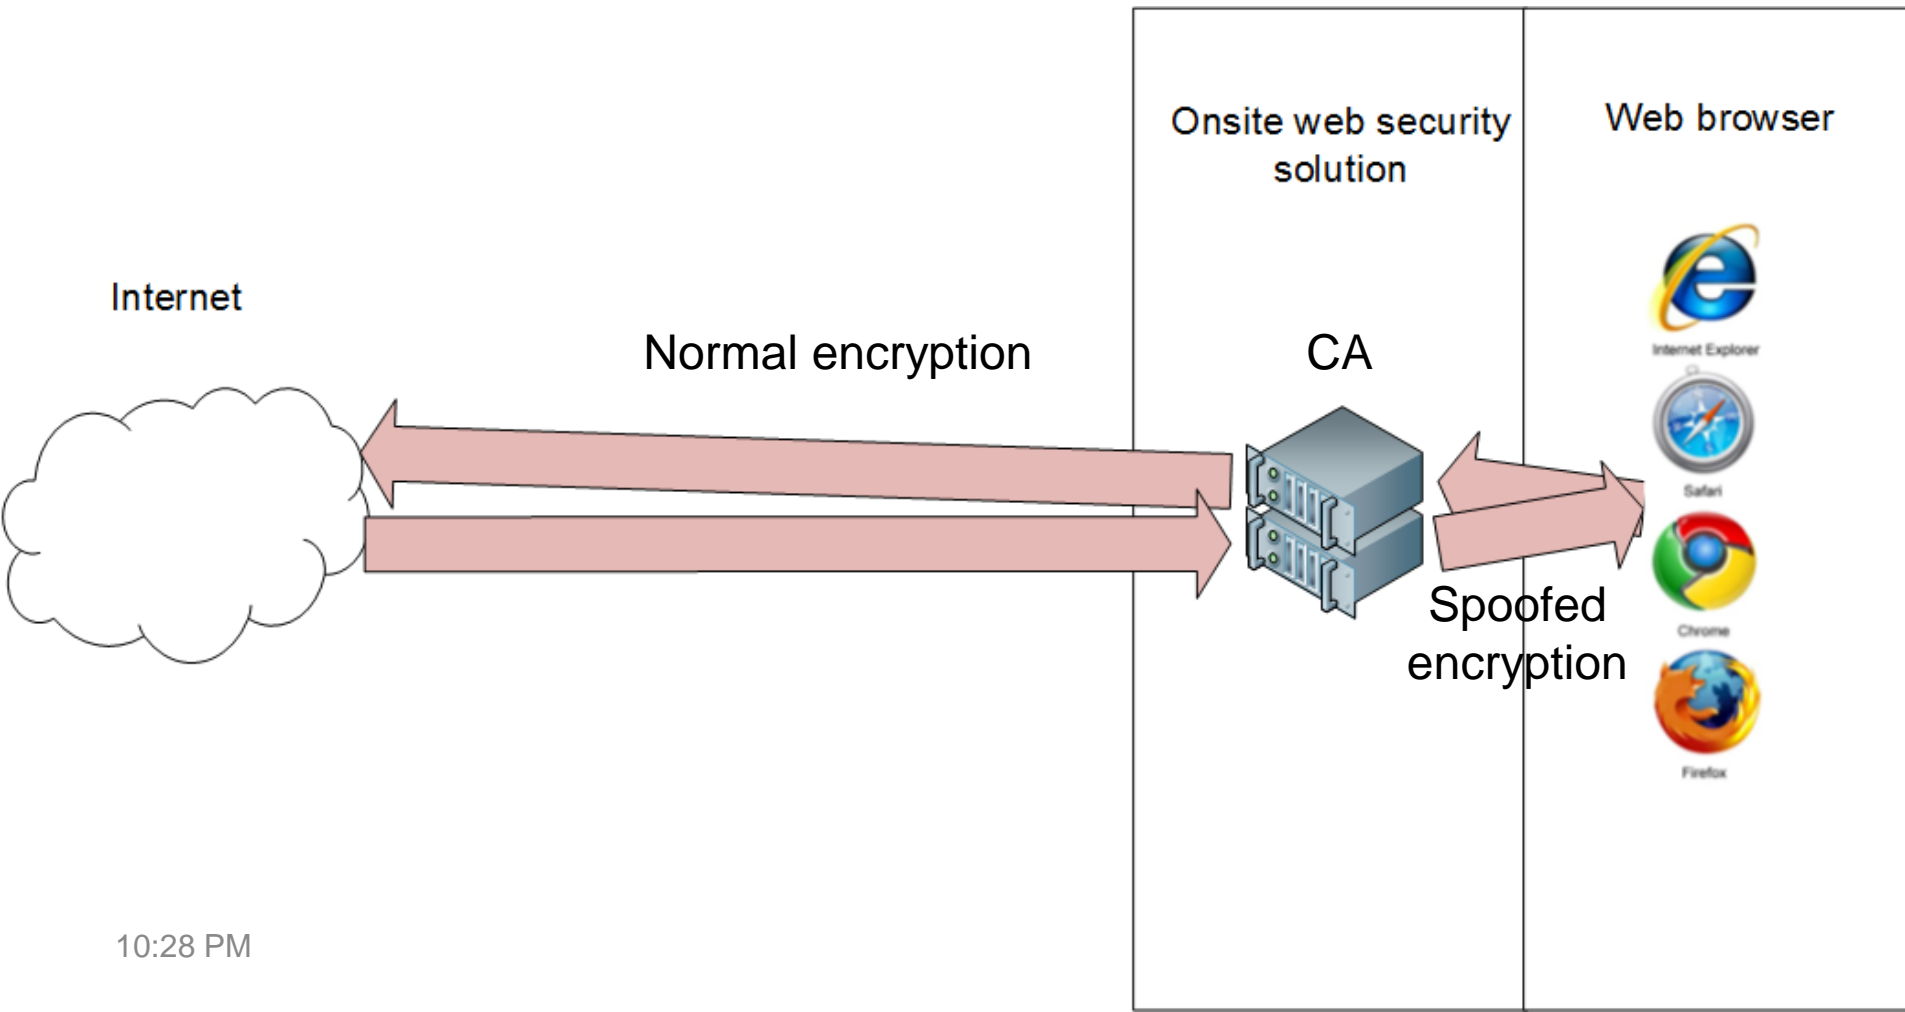 Onsite web security
solution
Web browser
Internet
Normal encryption
CA
Internet Explorer
Safari
Chrome
Spoofed
encryption
Firefox
10:28 PM